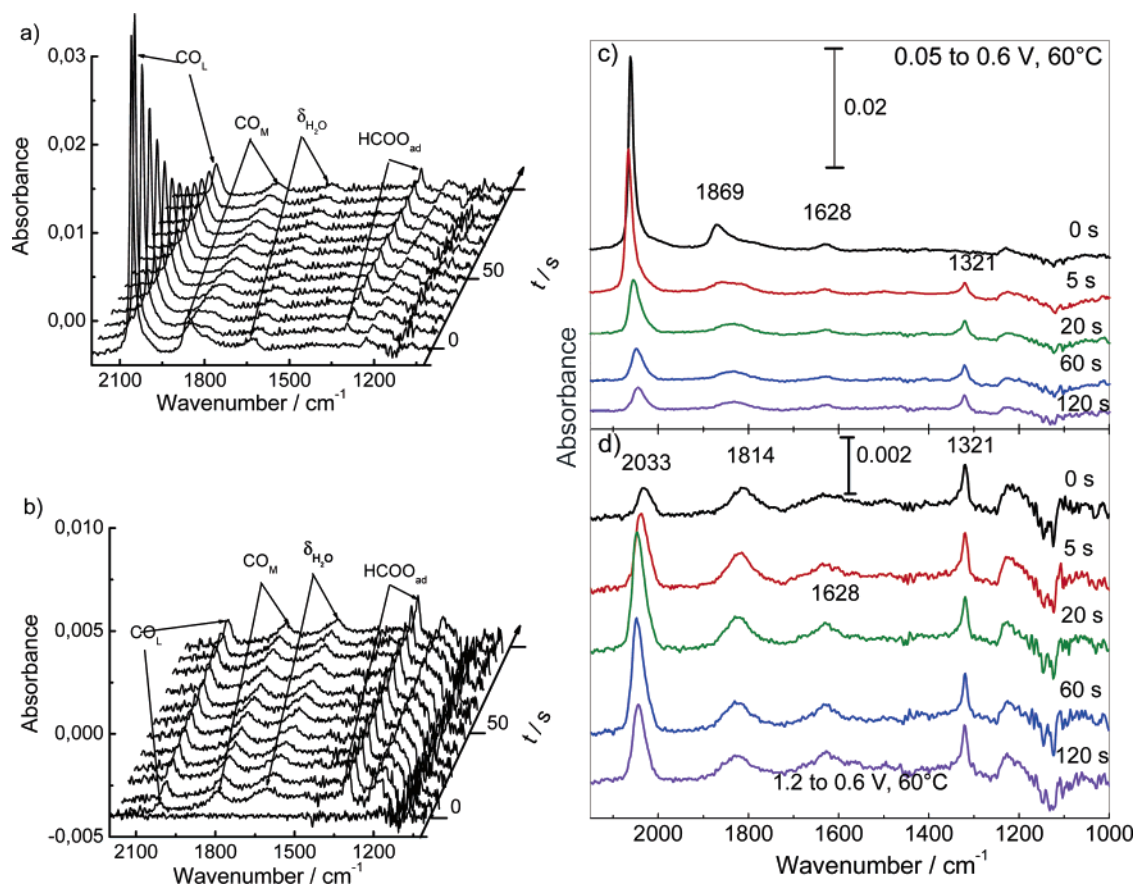 a)
0,03
0,02
0,01
0,00
Absorbance
CO_L
CO_M
δ_H₂O
HCOO_ad
50
0
t / s
2100 1800 1500 1200
Wavenumber / cm⁻¹
b)
0,010
0,005
0,000
-0,005
Absorbance
CO_L
CO_M
δ_H₂O
HCOO_ad
50
0
t / s
2100 1800 1500 1200
Wavenumber / cm⁻¹
c)
0.05 to 0.6 V, 60°C
0.02
1869
1628
1321
0 s
5 s
20 s
60 s
120 s
Absorbance
d)
0.002
2033
1814
1321
1628
0 s
5 s
20 s
60 s
120 s
1.2 to 0.6 V, 60°C
2000 1800 1600 1400 1200 1000
Wavenumber / cm⁻¹